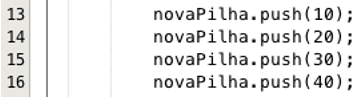 13 novaPilha.push(10);
14 novaPilha.push(20);
15 novaPilha.push(30);
16 novaPilha.push(40);